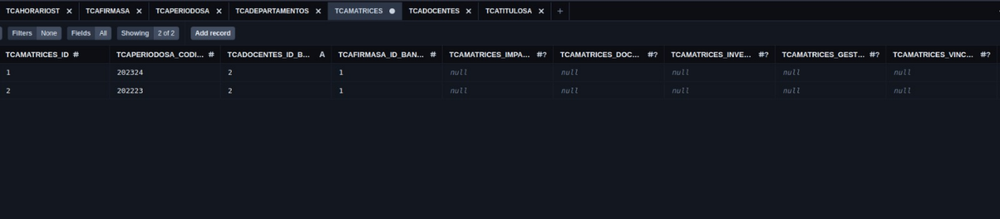 TCAHORARIOST TCAFIRMASA TCAPERIODOSA TCADEPARTAMENTOS TCAMATRICES TCADOCENTES TCATITULOSA
Filters None Fields All Showing 2 of 2 Add record
TCAMATRICES_ID # TCAPERIODOSA_CODI... # TCADOCENTES_ID_B... A TCAFIRMASA_ID_BAN... # TCAMATRICES_IMPA... #? TCAMATRICES_DOC... #? TCAMATRICES_INVE... #? TCAMATRICES_GEST... #? TCAMATRICES_VINC... #?
1 202324 2 1 null null null null null
2 202223 2 1 null null null null null